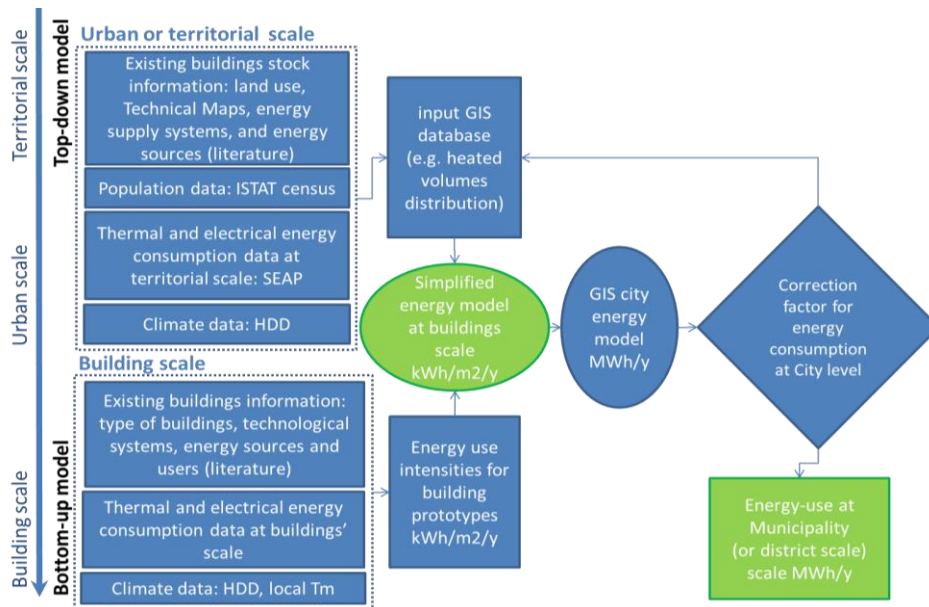 Territorial scale
Urban scale
Building scale
Top-down model
Bottom-up model
Urban or territorial scale
Existing buildings stock
information: land use,
Technical Maps, energy
supply systems, and energy
sources (literature)
Population data: ISTAT census
Thermal and electrical energy
consumption data at
territorial scale: SEAP
Climate data: HDD
Building scale
Existing buildings information:
type of buildings, technological
systems, energy sources and
users (literature)
Thermal and electrical energy
consumption data at buildings'
scale
Climate data: HDD, local Tm
input GIS
database
(e.g. heated
volumes
distribution)
Simplified
energy model
at buildings
scale
kWh/m2/y
Energy use
intensities for
building
prototypes
kWh/m2/y
GIS city
energy
model
MWh/y
Correction
factor for
energy
consumption
at City level
Energy-use at
Municipality
(or district scale)
scale MWh/y